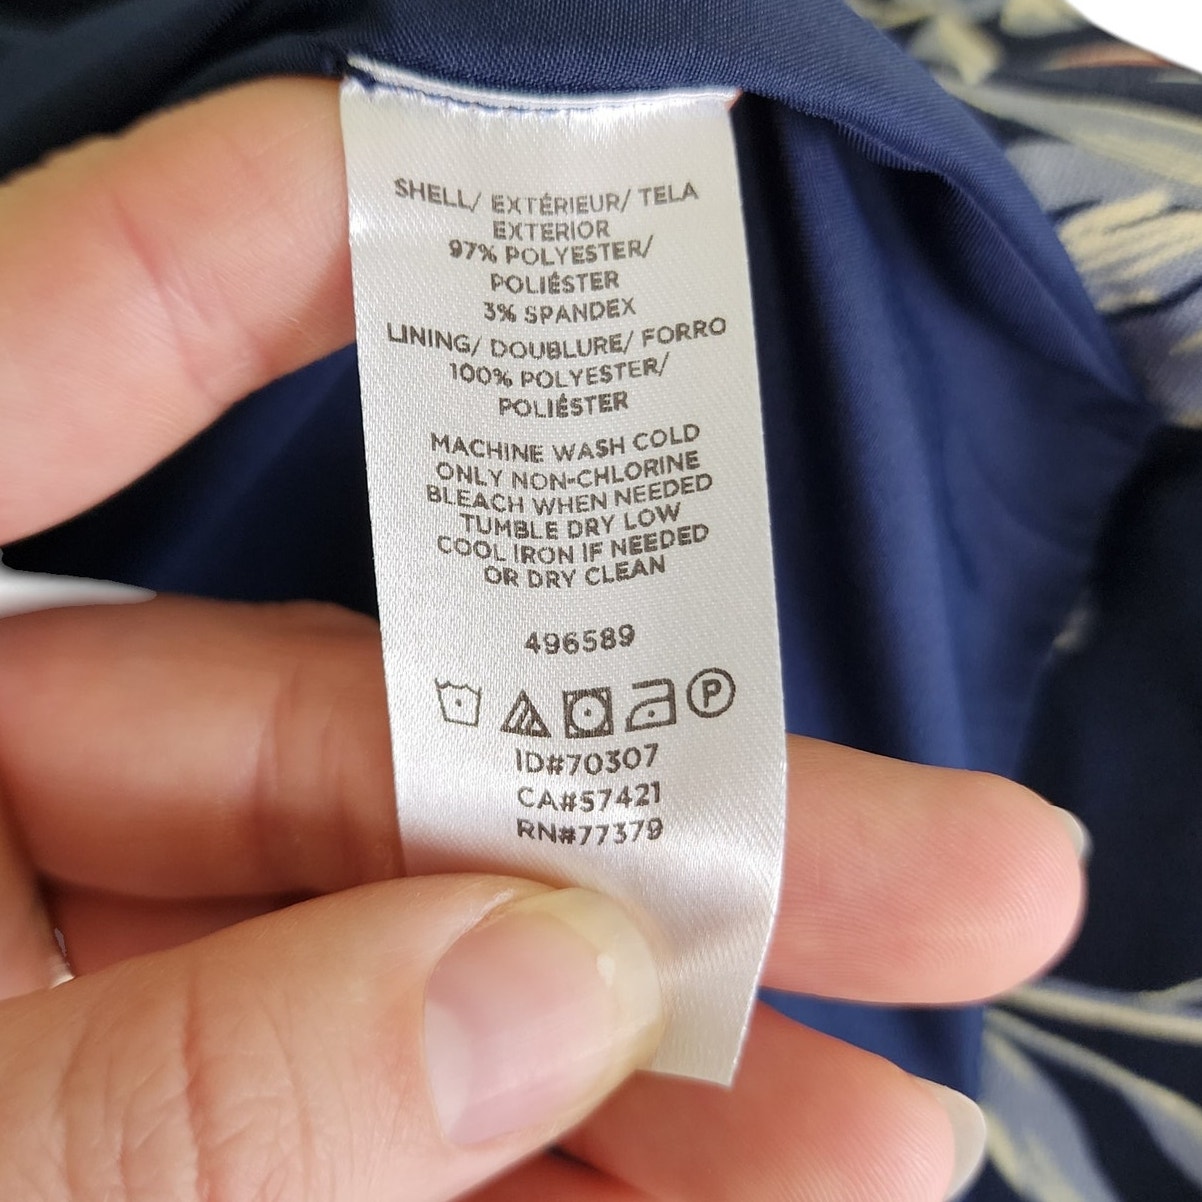 SHELL/ EXTÉRIEUR/ TELA
EXTERIOR
97% POLYESTER/
POLIÉSTER
3% SPANDEX
LINING/ DOUBLURE/ FORRO
100% POLYESTER/
POLIÉSTER
MACHINE WASH COLD
ONLY NON-CHLORINE
BLEACH WHEN NEEDED
TUMBLE DRY LOW
COOL IRON IF NEEDED
OR DRY CLEAN
496589
P
ID#70307
CA#57421
RN#77379